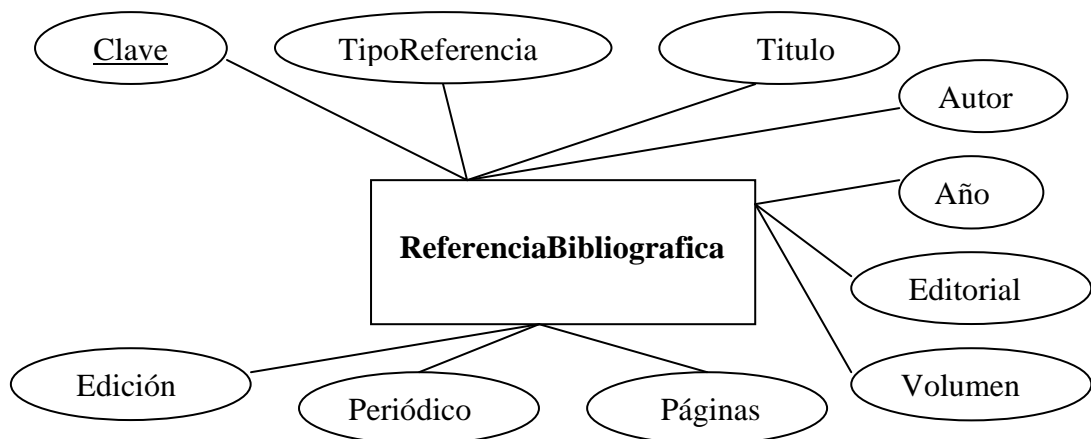 Clave
TipoReferencia
Titulo
Autor
Año
ReferenciaBibliografica
Editorial
Edición
Periódico
Páginas
Volumen